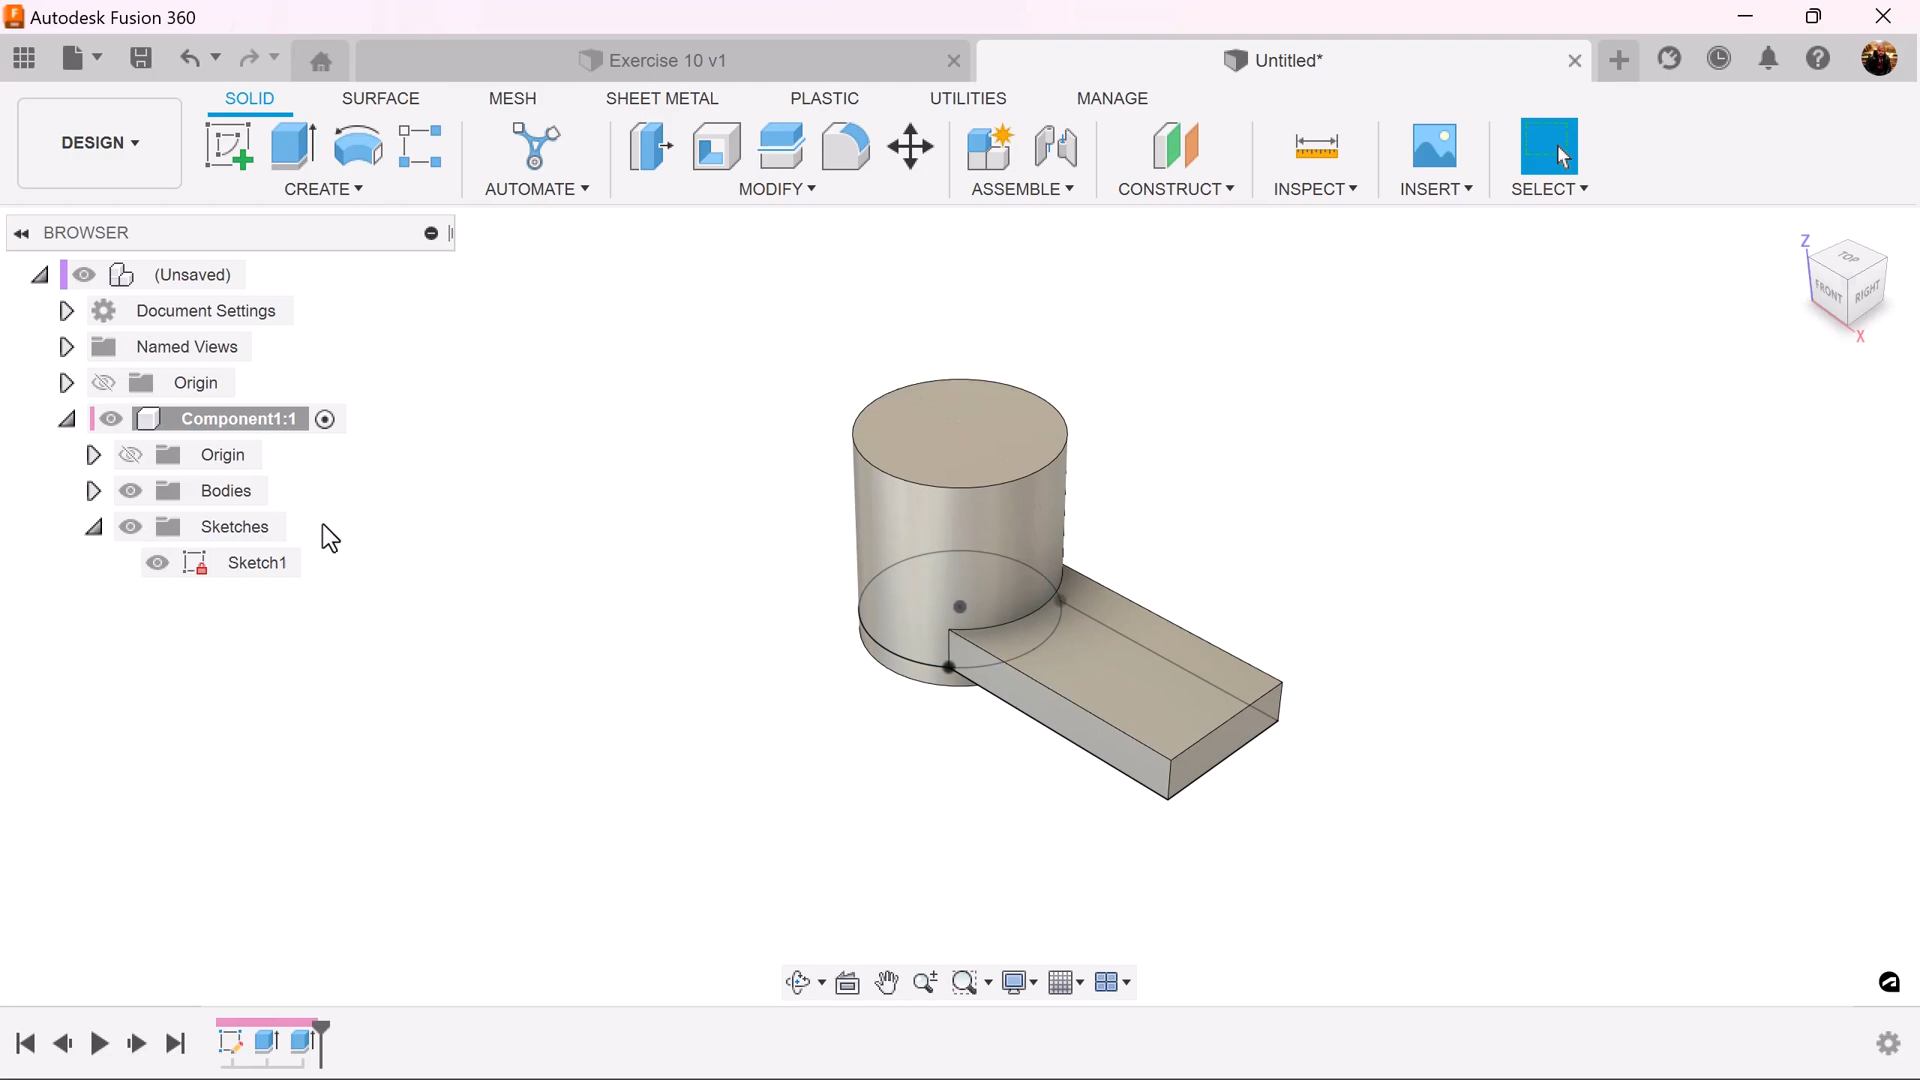 Autodesk Fusion 360
Exercise 10 v1
Untitled*
DESIGN
SOLID
SURFACE
MESH
SHEET METAL
PLASTIC
UTILITIES
MANAGE
CREATE
AUTOMATE
MODIFY
ASSEMBLE
CONSTRUCT
INSPECT
INSERT
SELECT
BROWSER
(Unsaved)
Document Settings
Named Views
Origin
Component1:1
Origin
Bodies
Sketches
Sketch1
Z
TOP
FRONT
RIGHT
X